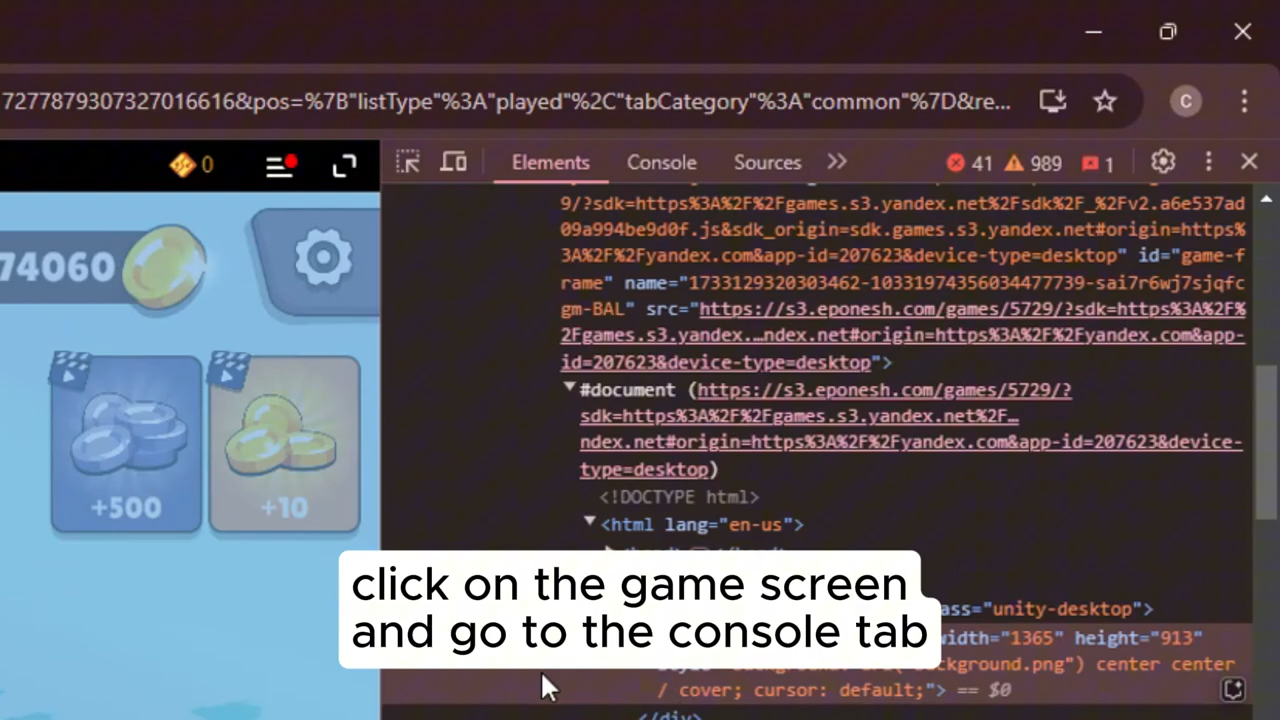 7277879307327016616&pos=%7B"listType"%3A"played"%2C"tabCategory"%3A"common"%7D&re...
C
0
Elements
Console
Sources
41
989
1
74060
9/?sdk=https%3A%2F%2Fgames.s3.yandex.net%2Fsdk%2F_%2Fv2.a6e537ad
09a994be9d0f.js&sdk_origin=sdk.games.s3.yandex.net#origin=https%
3A%2F%2Fyandex.com&app-id=207623&device-type=desktop" id="game-f
rame" name="1733129320303462-10331974356034477739-sai7r6wj7sjqfc
gm-BAL" src="https://s3.eponesh.com/games/5729/?sdk=https%3A%2F%
2Fgames.s3.yandex.…ndex.net#origin=https%3A%2F%2Fyandex.com&app-
id=207623&device-type=desktop">
#document (https://s3.eponesh.com/games/5729/?
sdk=https%3A%2F%2Fgames.s3.yandex.net%2F…
ndex.net#origin=https%3A%2F%2Fyandex.com&app-id=207623&device-
type=desktop)
<!DOCTYPE html>
<html lang="en-us">
+500
+10
click on the game screen
and go to the console tab
ass="unity-desktop">
width="1365" height="913"
center center
/ cover; cursor: default;"> == $0
</div>